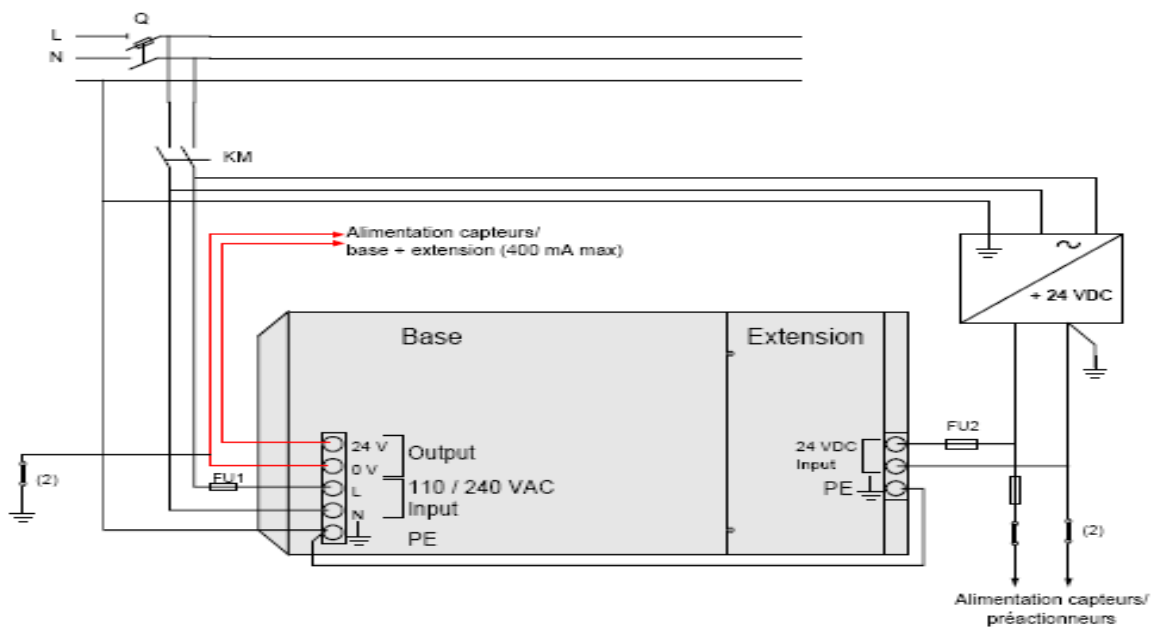 Q
L
N
KM
Alimentation capteurs/
base + extension (400 mA max)
~
+ 24 VDC
Base
Extension
24 V
0 V
Output
FU1
L
N
110 / 240 VAC
Input
PE
(2)
FU2
24 VDC
Input
PE
(2)
Alimentation capteurs/
préactionneurs